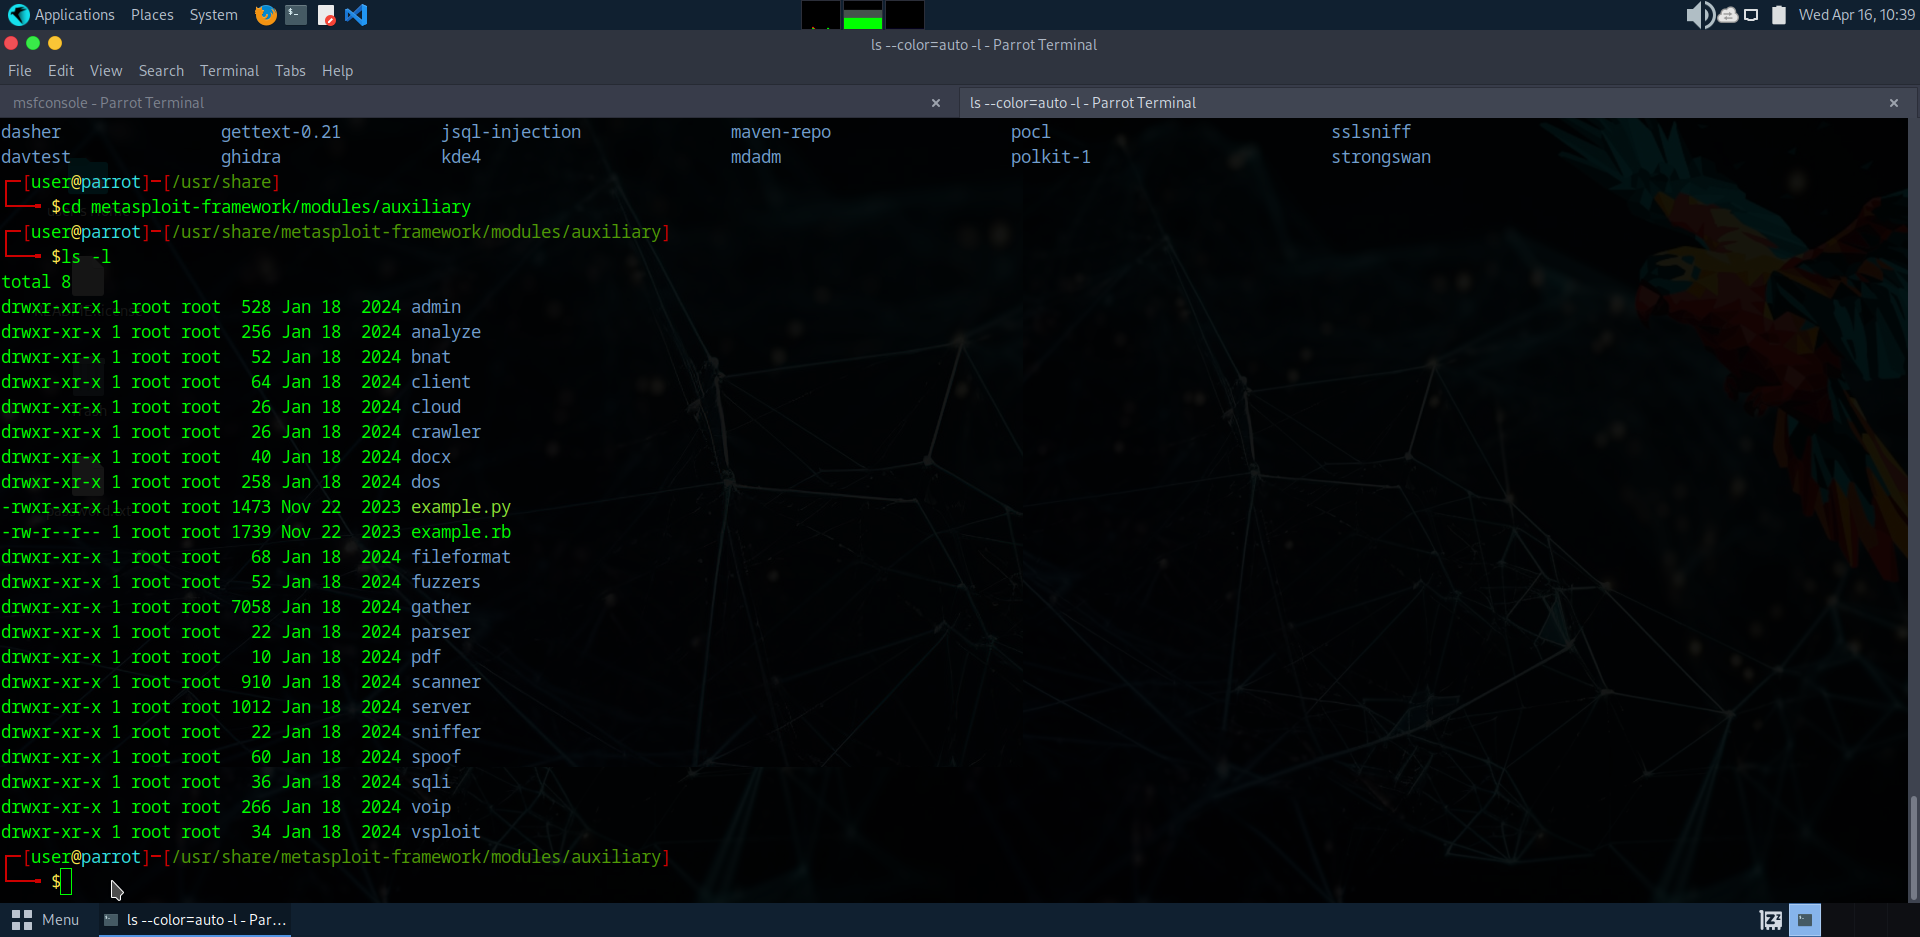 Applications Places System Wed Apr 16, 10:39
ls --color=auto -l - Parrot Terminal
File Edit View Search Terminal Tabs Help
msfconsole - Parrot Terminal × ls --color=auto -l - Parrot Terminal ×
dasher gettext-0.21 jsql-injection maven-repo pocl sslsniff
davtest ghidra kde4 mdadm polkit-1 strongswan
[user@parrot]-[/usr/share]
$cd metasploit-framework/modules/auxiliary
[user@parrot]-[/usr/share/metasploit-framework/modules/auxiliary]
$ls -l
total 8
drwxr-xr-x 1 root root 528 Jan 18 2024 admin
drwxr-xr-x 1 root root 256 Jan 18 2024 analyze
drwxr-xr-x 1 root root 52 Jan 18 2024 bnat
drwxr-xr-x 1 root root 64 Jan 18 2024 client
drwxr-xr-x 1 root root 26 Jan 18 2024 cloud
drwxr-xr-x 1 root root 26 Jan 18 2024 crawler
drwxr-xr-x 1 root root 40 Jan 18 2024 docx
drwxr-xr-x 1 root root 258 Jan 18 2024 dos
-rwxr-xr-x 1 root root 1473 Nov 22 2023 example.py
-rw-r--r-- 1 root root 1739 Nov 22 2023 example.rb
drwxr-xr-x 1 root root 68 Jan 18 2024 fileformat
drwxr-xr-x 1 root root 52 Jan 18 2024 fuzzers
drwxr-xr-x 1 root root 7058 Jan 18 2024 gather
drwxr-xr-x 1 root root 22 Jan 18 2024 parser
drwxr-xr-x 1 root root 10 Jan 18 2024 pdf
drwxr-xr-x 1 root root 910 Jan 18 2024 scanner
drwxr-xr-x 1 root root 1012 Jan 18 2024 server
drwxr-xr-x 1 root root 22 Jan 18 2024 sniffer
drwxr-xr-x 1 root root 60 Jan 18 2024 spoof
drwxr-xr-x 1 root root 36 Jan 18 2024 sqli
drwxr-xr-x 1 root root 266 Jan 18 2024 voip
drwxr-xr-x 1 root root 34 Jan 18 2024 vsploit
[user@parrot]-[/usr/share/metasploit-framework/modules/auxiliary]
$
Menu ls --color=auto -l - Par...